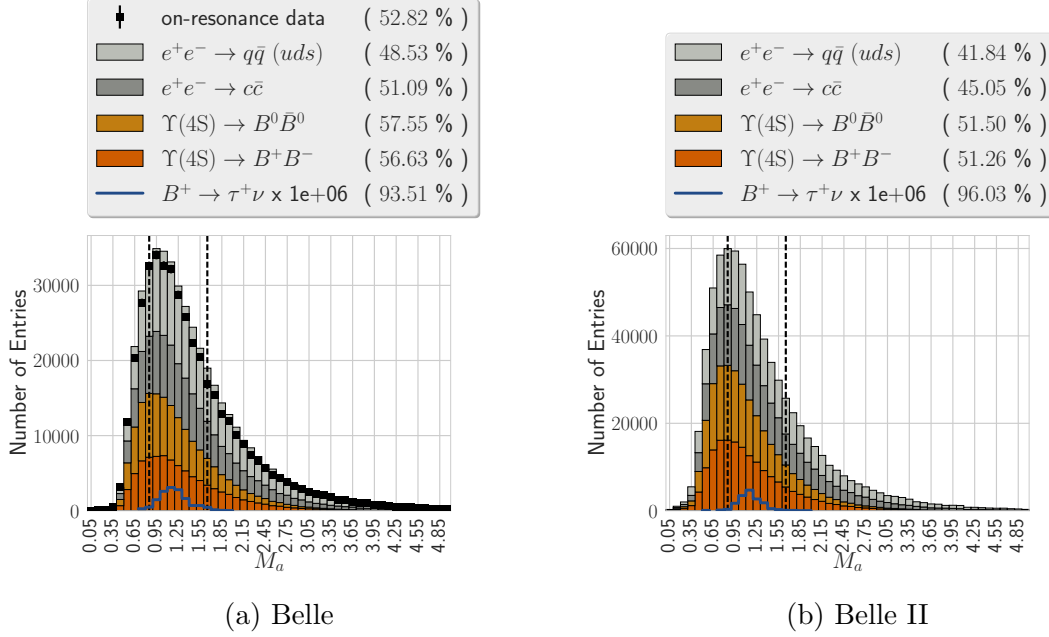 on-resonance data ( 52.82 % )
e⁺e⁻ → qq̄ (uds) ( 48.53 % )
e⁺e⁻ → cc̄ ( 51.09 % )
Υ(4S) → B⁰B̄⁰ ( 57.55 % )
Υ(4S) → B⁺B⁻ ( 56.63 % )
B⁺ → τ⁺ν x 1e+06 ( 93.51 % )
Number of Entries
30000
20000
10000
0
0.05 0.35 0.65 0.95 1.25 1.55 1.85 2.15 2.45 2.75 3.05 3.35 3.65 3.95 4.25 4.55 4.85
Mₐ
(a) Belle
e⁺e⁻ → qq̄ (uds) ( 41.84 % )
e⁺e⁻ → cc̄ ( 45.05 % )
Υ(4S) → B⁰B̄⁰ ( 51.50 % )
Υ(4S) → B⁺B⁻ ( 51.26 % )
B⁺ → τ⁺ν x 1e+06 ( 96.03 % )
Number of Entries
60000
40000
20000
0
0.05 0.35 0.65 0.95 1.25 1.55 1.85 2.15 2.45 2.75 3.05 3.35 3.65 3.95 4.25 4.55 4.85
Mₐ
(b) Belle II